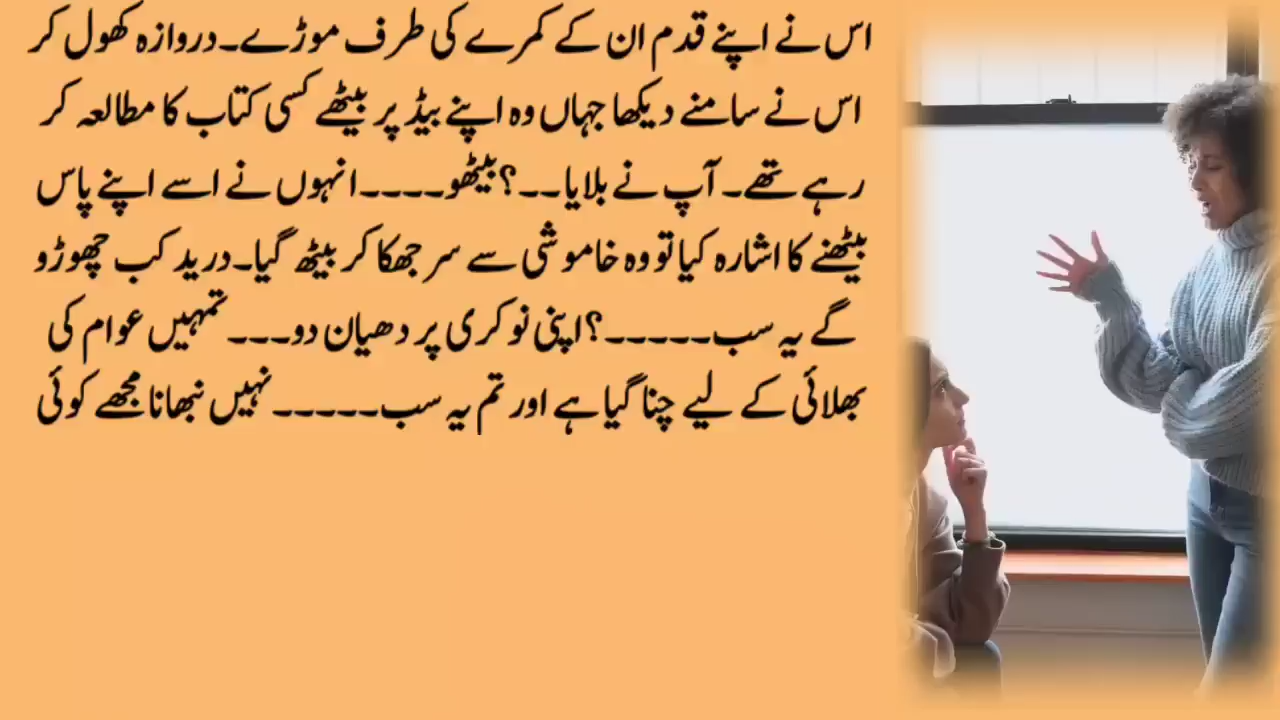 اس نے اپنے قدم ان کے کمرے کی طرف موڑے۔دروازہ کھول کر
اس نے سامنے دیکھا جہاں وہ اپنے بیڈ پر بیٹھے کسی کتاب کا مطالعہ کر
رہے تھے۔ آپ نے بلایا۔۔؟بیٹھو۔۔۔۔انہوں نے اسے اپنے پاس
بیٹھنے کا اشارہ کیا تو وہ خاموشی سے سر جھکا کر بیٹھ گیا۔درید کب چھوڑو
گے یہ سب۔۔۔۔۔؟اپنی نوکری پر دھیان دو۔۔۔تمہیں عوام کی
بھلائی کے لیے چنا گیا ہے اور تم یہ سب۔۔۔۔۔نہیں نبھانا مجھے کوئی